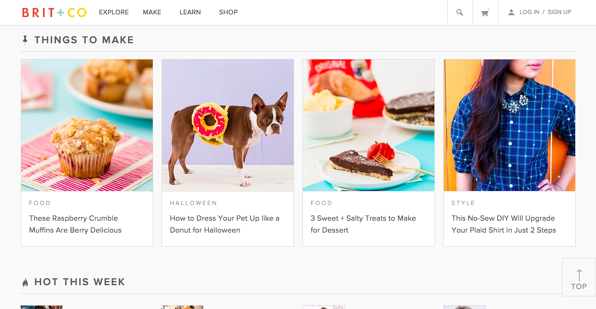 BRIT+CO
EXPLORE MAKE LEARN SHOP
LOG IN / SIGN UP
THINGS TO MAKE
FOOD
These Raspberry Crumble
Muffins Are Berry Delicious
HALLOWEEN
How to Dress Your Pet Up like a
Donut for Halloween
FOOD
3 Sweet + Salty Treats to Make
for Dessert
STYLE
This No-Sew DIY Will Upgrade
Your Plaid Shirt in Just 2 Steps
HOT THIS WEEK
TOP